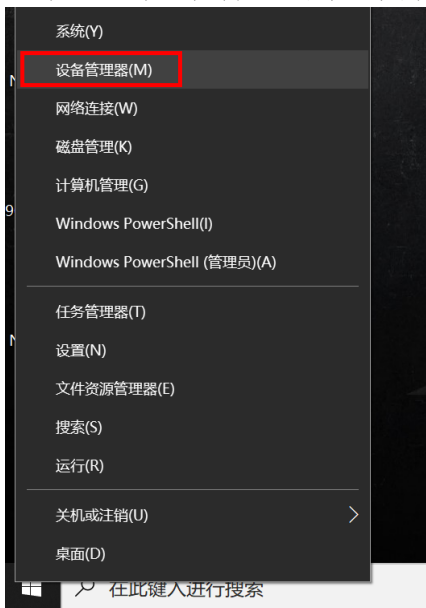 系统(Y)
设备管理器(M)
网络连接(W)
磁盘管理(K)
计算机管理(G)
9
Windows PowerShell(I)
Windows PowerShell (管理员)(A)
任务管理器(T)
设置(N)
文件资源管理器(E)
搜索(S)
运行(R)
关机或注销(U)
桌面(D)
在此键入进行搜索